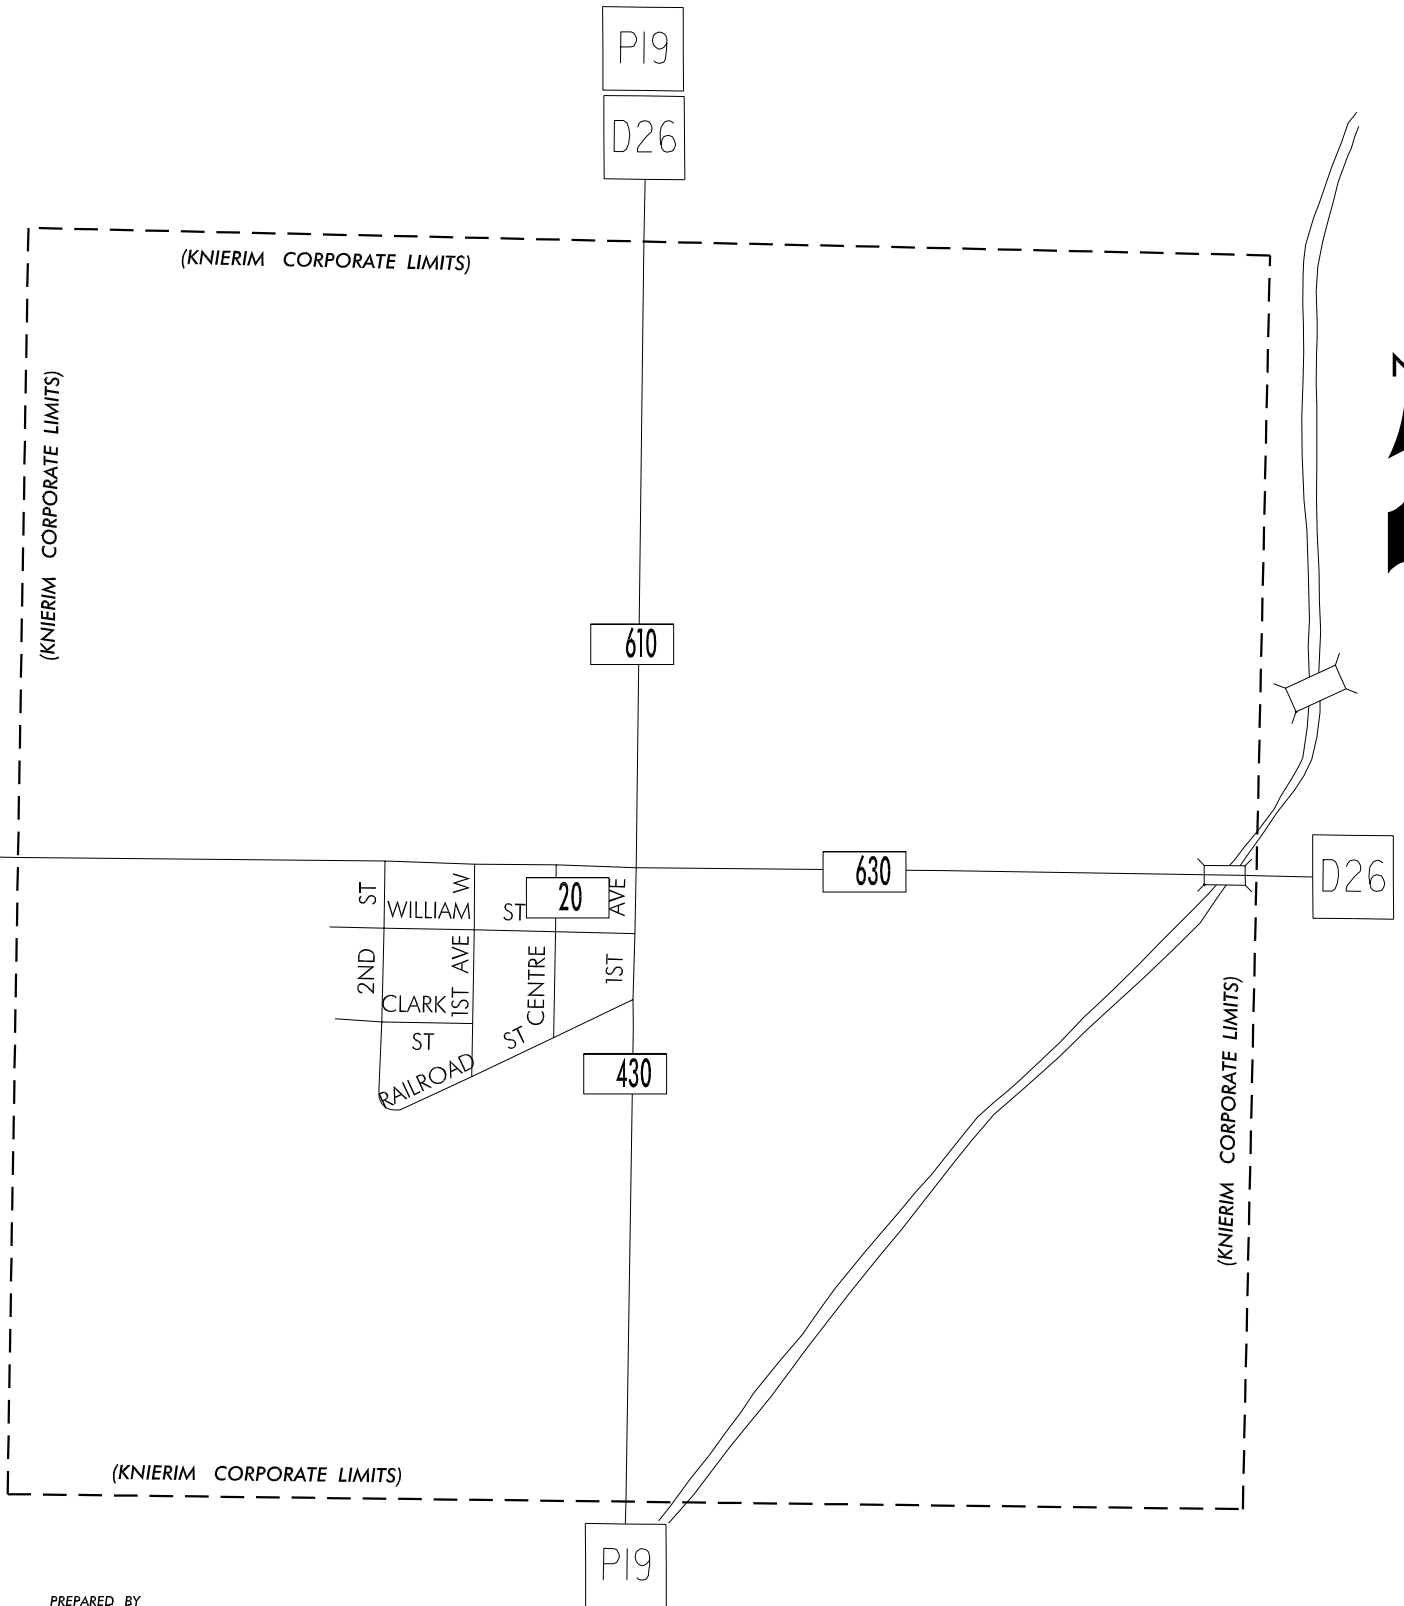 P19
D26
(KNIERIM CORPORATE LIMITS)
(KNIERIM CORPORATE LIMITS)
610
630
D26
20
2ND ST
WILLIAM ST
1ST AVE W
CENTRE
1ST AVE
CLARK ST
RAILROAD ST
430
(KNIERIM CORPORATE LIMITS)
(KNIERIM CORPORATE LIMITS)
P19
PREPARED BY